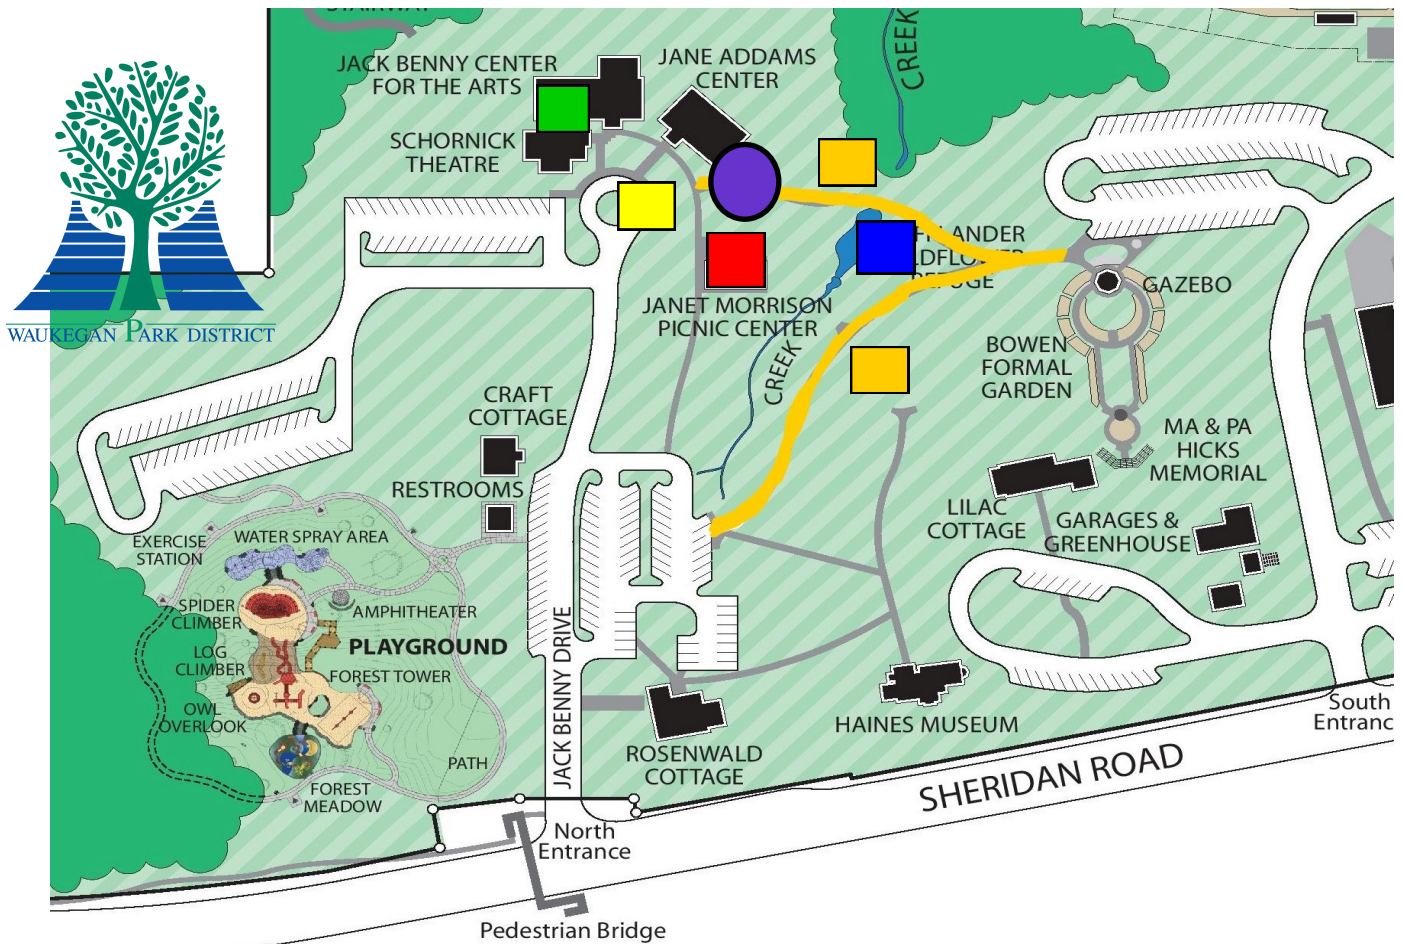 STAIRWAY
JACK BENNY CENTER
FOR THE ARTS
JANE ADDAMS
CENTER
CREEK
SCHORNICK
THEATRE
WAUKEGAN PARK DISTRICT
JANET MORRISON
PICNIC CENTER
GAZEBO
BOWEN
FORMAL
GARDEN
CREEK
CRAFT
COTTAGE
MA & PA
HICKS
MEMORIAL
RESTROOMS
LILAC
COTTAGE
GARAGES &
GREENHOUSE
EXERCISE
STATION
WATER SPRAY AREA
SPIDER
CLIMBER
AMPHITHEATER
PLAYGROUND
LOG
CLIMBER
FOREST TOWER
OWL
OVERLOOK
JACK BENNY DRIVE
PATH
FOREST
MEADOW
ROSENWALD
COTTAGE
HAINES MUSEUM
SHERIDAN ROAD
South
Entranc
North
Entrance
Pedestrian Bridge